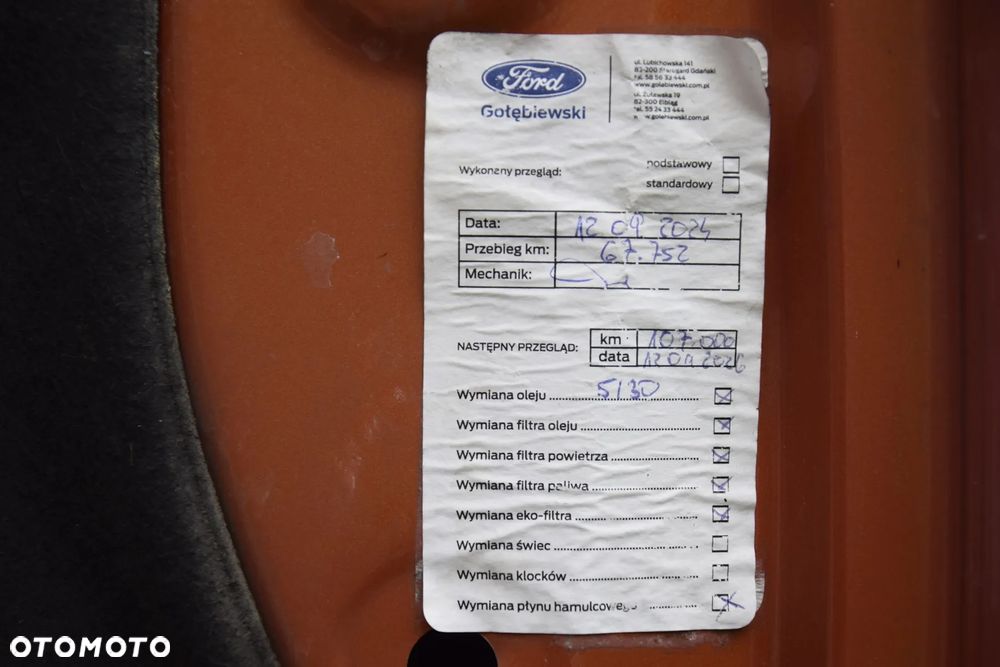 Ford
Gołębiewski
ul. Lubichowska 141
83-200 Starogard Gdański
tel. 58 56 33 444
www.golebiewski.com.pl
ul. Żuławska 19
82-300 Elbląg
tel. 55 24 33 444
www.golebiewski.com.pl
Wykonany przegląd:
podstawowy
standardowy
Data: 12 09 2024
Przebieg km: 67.752
Mechanik:
NASTĘPNY PRZEGLĄD:
km 107.000
data 12 09 2026
Wymiana oleju 5/30
Wymiana filtra oleju
Wymiana filtra powietrza
Wymiana filtra paliwa
Wymiana eko-filtra
Wymiana świec
Wymiana klocków
Wymiana płynu hamulcowego
OTOMOTO